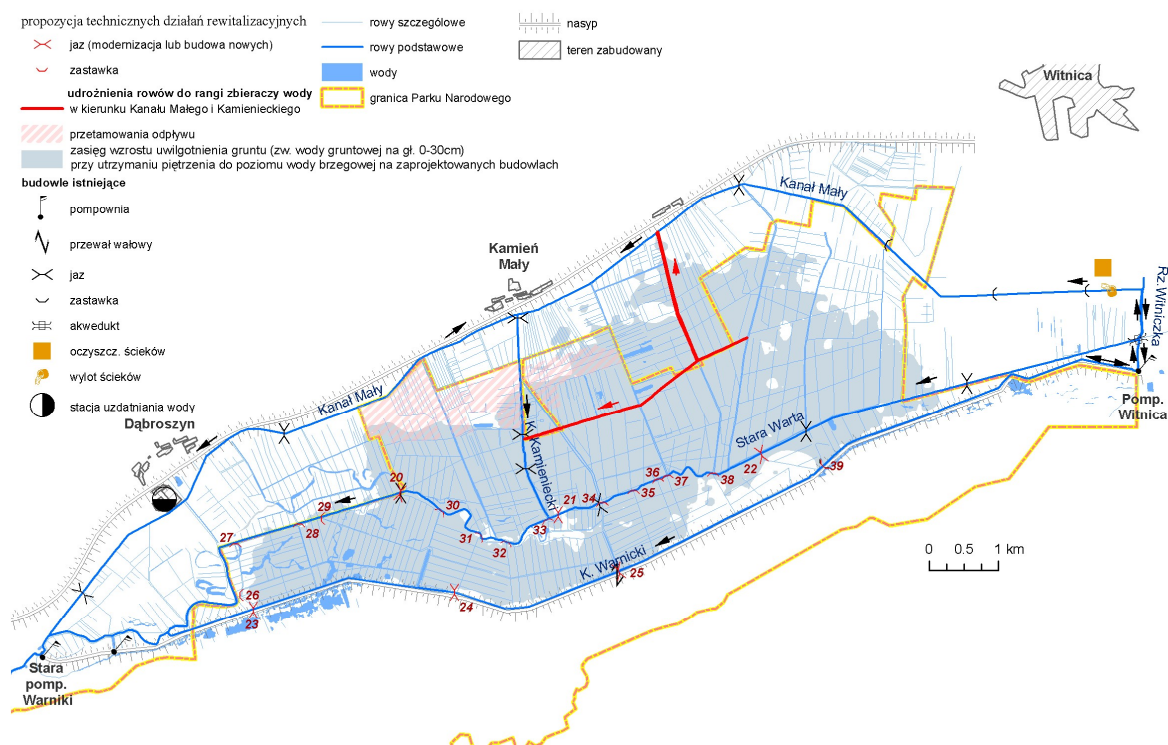 propozycja technicznych działań rewitalizacyjnych
jaz (modernizacja lub budowa nowych)
zastawka
udrożnienia rowów do rangi zbieraczy wody
w kierunku Kanału Małego i Kamienieckiego
przetamowania odpływu
zasięg wzrostu uwilgotnienia gruntu (zw. wody gruntowej na gł. 0-30cm)
przy utrzymaniu piętrzenia do poziomu wody brzegowej na zaprojektowanych budowlach
budowle istniejące
pompownia
przewał wałowy
jaz
zastawka
akwedukt
oczyszcz. ścieków
wylot ścieków
stacja uzdatniania wody
rowy szczególowe
rowy podstawowe
wody
granica Parku Narodowego
nasyp
teren zabudowany
Witnica
Kanał Mały
Kamień
Mały
Rz. Witniczka
Pomp.
Witnica
Kanał Mały
Dąbroszyn
K. Kamieniecki
Stara Warta
K. Warnicki
20
30
29
28
27
31
32
33
21
34
35
36
37
38
22
39
26
23
24
25
0 0.5 1 km
Stara
pomp.
Warniki